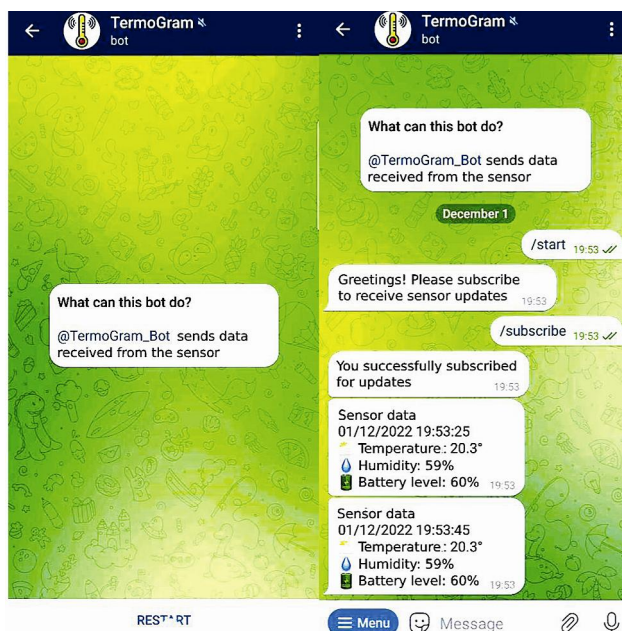 TermoGram
bot
What can this bot do?
@TermoGram_Bot sends data
received from the sensor
RESTART
TermoGram
bot
What can this bot do?
@TermoGram_Bot sends data
received from the sensor
December 1
/start 19:53
Greetings! Please subscribe
to receive sensor updates 19:53
/subscribe 19:53
You successfully subscribed
for updates 19:53
Sensor data
01/12/2022 19:53:25
Temperature: 20.3°
Humidity: 59%
Battery level: 60% 19:53
Sensor data
01/12/2022 19:53:45
Temperature: 20.3°
Humidity: 59%
Battery level: 60% 19:53
Menu Message